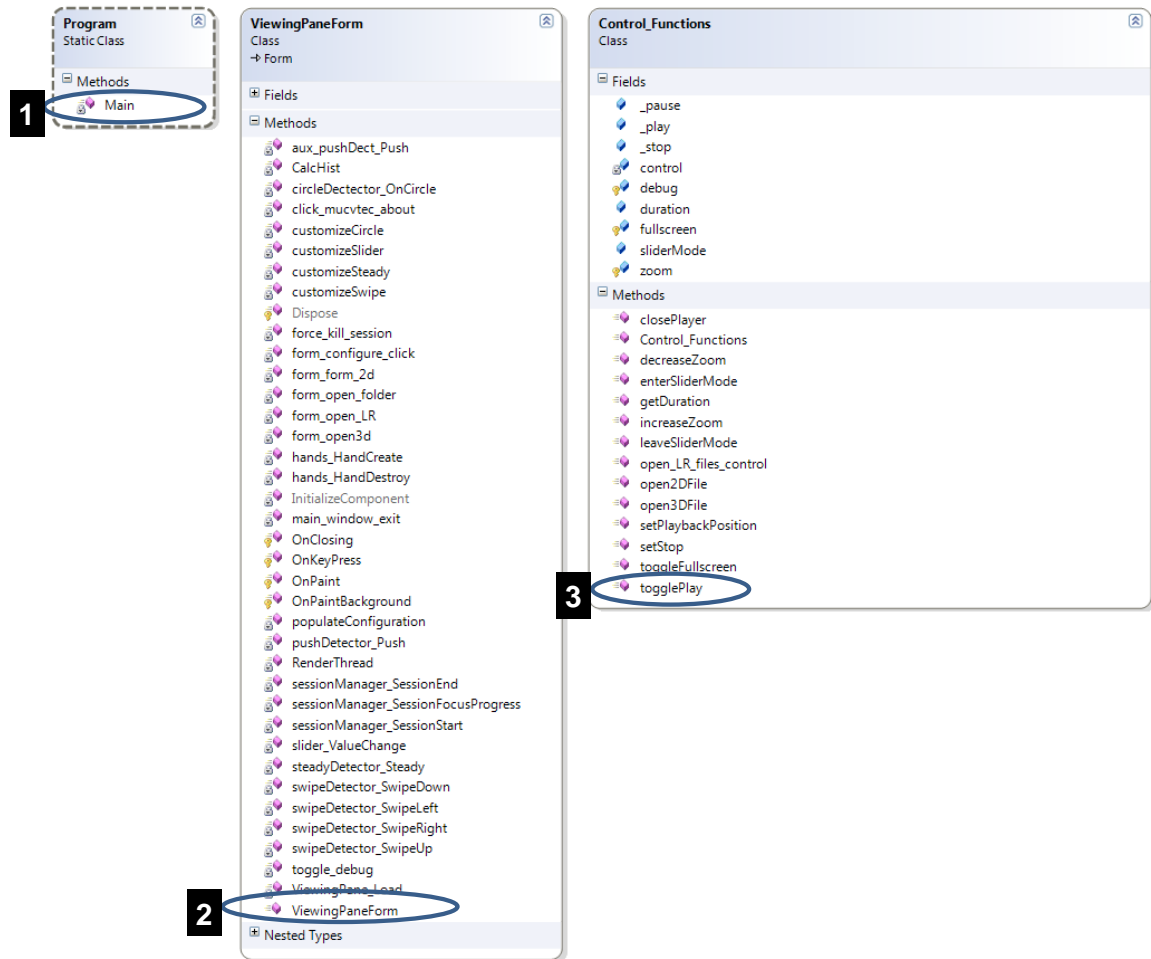 Program
Static Class
Methods
1
Main
ViewingPaneForm
Class
→ Form
Fields
Methods
aux_pushDect_Push
CalcHist
circleDectector_OnCircle
click_mucvtec_about
customizeCircle
customizeSlider
customizeSteady
customizeSwipe
Dispose
force_kill_session
form_configure_click
form_form_2d
form_open_folder
form_open_LR
form_open3d
hands_HandCreate
hands_HandDestroy
InitializeComponent
main_window_exit
OnClosing
OnKeyPress
OnPaint
OnPaintBackground
populateConfiguration
pushDetector_Push
RenderThread
sessionManager_SessionEnd
sessionManager_SessionFocusProgress
sessionManager_SessionStart
slider_ValueChange
steadyDetector_Steady
swipeDetector_SwipeDown
swipeDetector_SwipeLeft
swipeDetector_SwipeRight
swipeDetector_SwipeUp
toggle_debug
ViewingPane_Load
2
ViewingPaneForm
Nested Types
Control_Functions
Class
Fields
_pause
_play
_stop
control
debug
duration
fullscreen
sliderMode
zoom
Methods
closePlayer
Control_Functions
decreaseZoom
enterSliderMode
getDuration
increaseZoom
leaveSliderMode
open_LR_files_control
open2DFile
open3DFile
setPlaybackPosition
setStop
toggleFullscreen
3
togglePlay